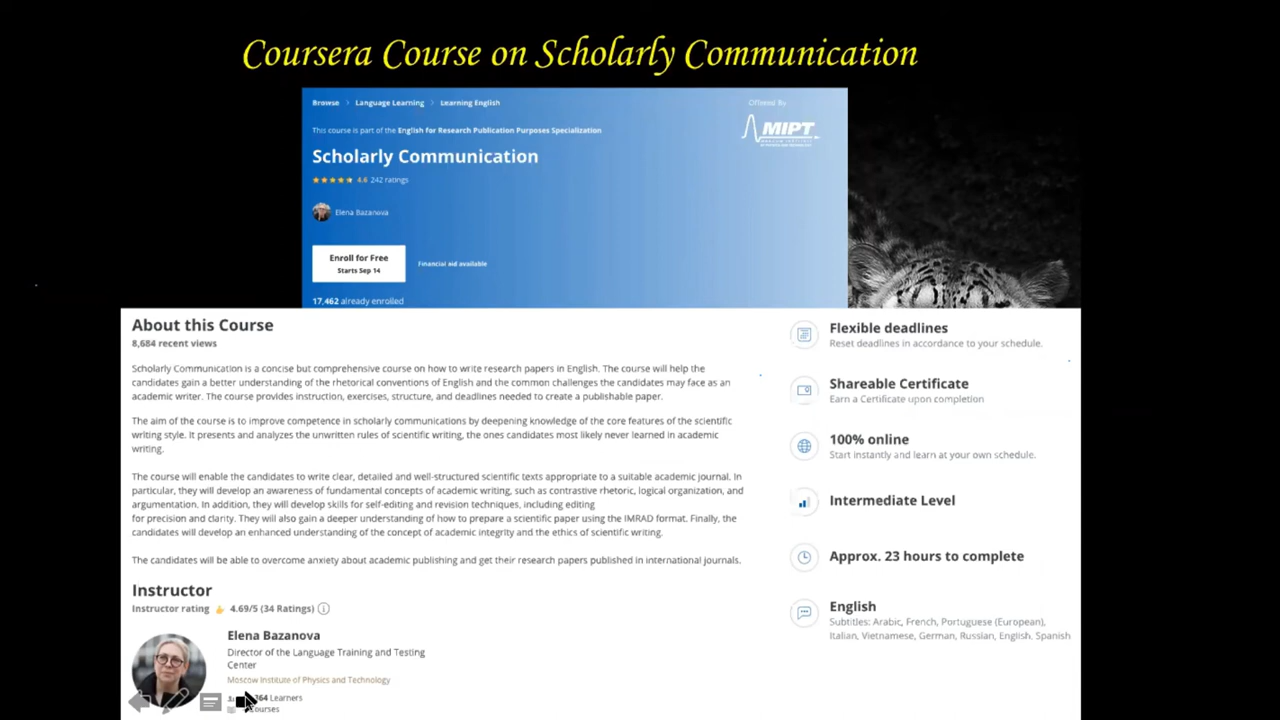 Coursera Course on Scholarly Communication
Browse > Language Learning > Learning English
Offered By
This course is part of the English for Research Publication Purposes Specialization
MIPT
Scholarly Communication
4.6 242 ratings
Elena Bazanova
Enroll for Free
Starts Sep 14
Financial aid available
17,462 already enrolled
About this Course
8,684 recent views
Scholarly Communication is a concise but comprehensive course on how to write research papers in English. The course will help the
candidates gain a better understanding of the rhetorical conventions of English and the common challenges the candidates may face as an
academic writer. The course provides instruction, exercises, structure, and deadlines needed to create a publishable paper.
The aim of the course is to improve competence in scholarly communications by deepening knowledge of the core features of the scientific
writing style. It presents and analyzes the unwritten rules of scientific writing, the ones candidates most likely never learned in academic
writing.
The course will enable the candidates to write clear, detailed and well-structured scientific texts appropriate to a suitable academic journal. In
particular, they will develop an awareness of fundamental concepts of academic writing, such as contrastive rhetoric, logical organization, and
argumentation. In addition, they will develop skills for self-editing and revision techniques, including editing
for precision and clarity. They will also gain a deeper understanding of how to prepare a scientific paper using the IMRAD format. Finally, the
candidates will develop an enhanced understanding of the concept of academic integrity and the ethics of scientific writing.
The candidates will be able to overcome anxiety about academic publishing and get their research papers published in international journals.
Instructor
Instructor rating 4.69/5 (34 Ratings)
Elena Bazanova
Director of the Language Training and Testing
Center
Moscow Institute of Physics and Technology
Learners
Courses
Flexible deadlines
Reset deadlines in accordance to your schedule.
Shareable Certificate
Earn a Certificate upon completion
100% online
Start instantly and learn at your own schedule.
Intermediate Level
Approx. 23 hours to complete
English
Subtitles: Arabic, French, Portuguese (European),
Italian, Vietnamese, German, Russian, English, Spanish